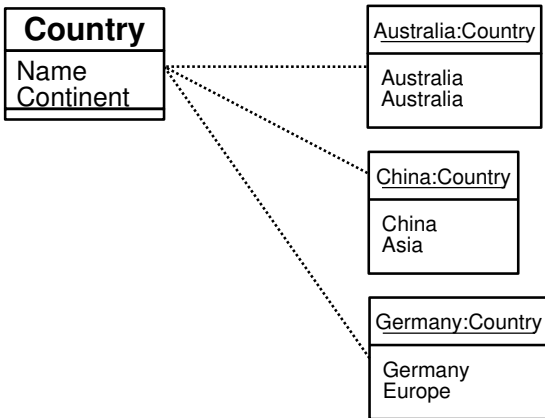 Country
Name
Continent
Australia:Country
Australia
Australia
China:Country
China
Asia
Germany:Country
Germany
Europe